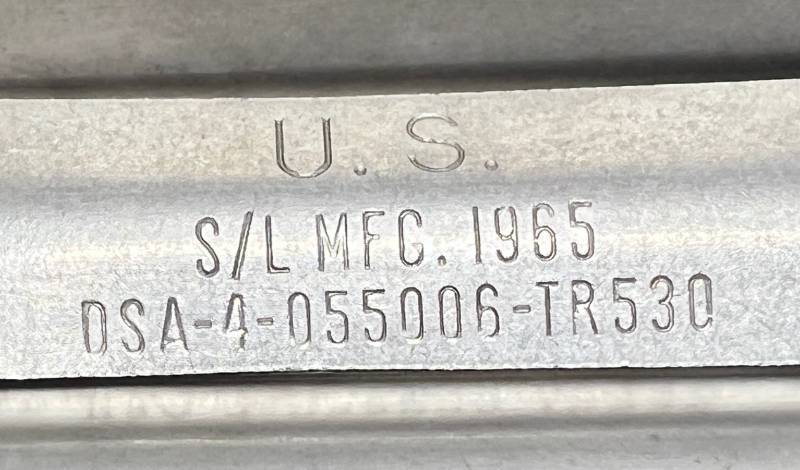 U. S.
S/L MFG. 1965
DSA-4-055006-TR530